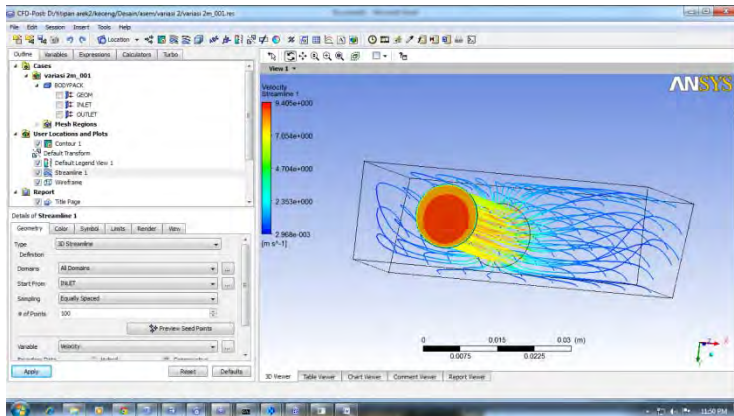 CFD-Post: D:/titipan arek2/kaceng/Desain/asem/variasi 2/variasi 2m_001.res
File Edit Session Insert Tools Help
Location
Outline Variables Expressions Calculators Turbo
Cases
variasi 2m_001
BODYPACK
GEOM
INLET
OUTLET
Mesh Regions
User Locations and Plots
Contour 1
Default Transform
Default Legend View 1
Streamline 1
Wireframe
Report
Title Page
Details of Streamline 1
Geometry Color Symbol Limits Render View
Type 3D Streamline
Definition
Domains All Domains
Start From INLET
Sampling Equally Spaced
# of Points 100
Preview Seed Points
Variable Velocity
Apply Reset Defaults
View 1
Velocity
Streamline 1
9.405e+000
7.054e+000
4.704e+000
2.353e+000
2.968e-003
[m s^-1]
ANSYS
0 0.015 0.03 (m)
0.0075 0.0225
3D Viewer Table Viewer Chart Viewer Comment Viewer Report Viewer
11:50 PM